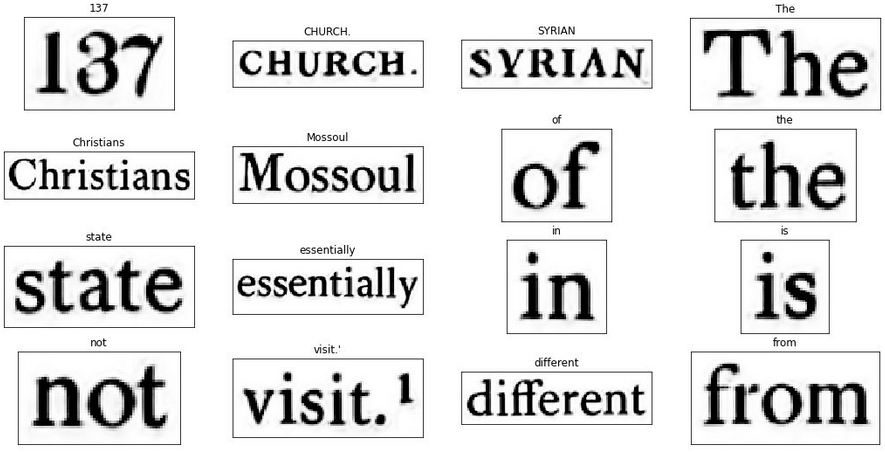 137 CHURCH. SYRIAN The
137 CHURCH. SYRIAN The
Christians Mossoul of the
Christians Mossoul of the
state essentially in is
state essentially in is
not visit.' different from
not visit.¹ different from